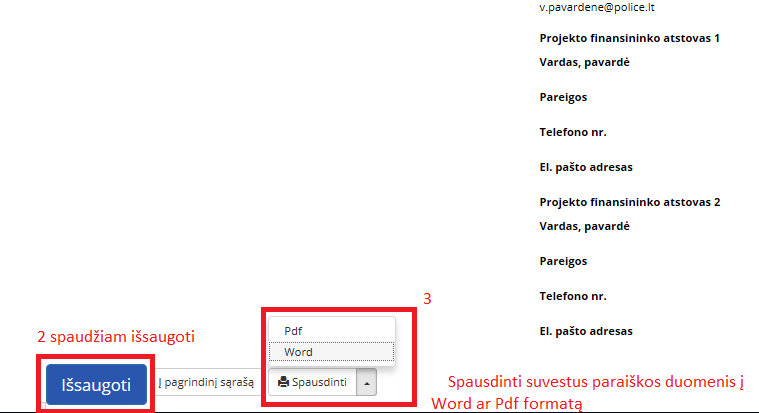 v.pavardene@police.lt
Projekto finansininko atstovas 1
Vardas, pavardė
Pareigos
Telefono nr.
El. pašto adresas
Projekto finansininko atstovas 2
Vardas, pavardė
Pareigos
Telefono nr.
El. pašto adresas
3
2 spaudžiam išsaugoti
Pdf
Word
Išsaugoti
Į pagrindinį sąrašą
Spausdinti
Spausdinti suvestus paraiškos duomenis į
Word ar Pdf formatą